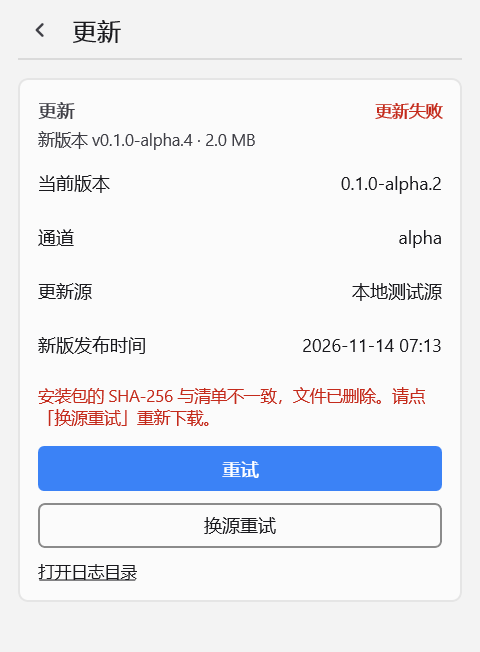 更新
更新 更新失败
新版本 v0.1.0-alpha.4 · 2.0 MB
当前版本 0.1.0-alpha.2
通道 alpha
更新源 本地测试源
新版发布时间 2026-11-14 07:13
安装包的 SHA-256 与清单不一致，文件已删除。请点
「换源重试」重新下载。
重试
换源重试
打开日志目录